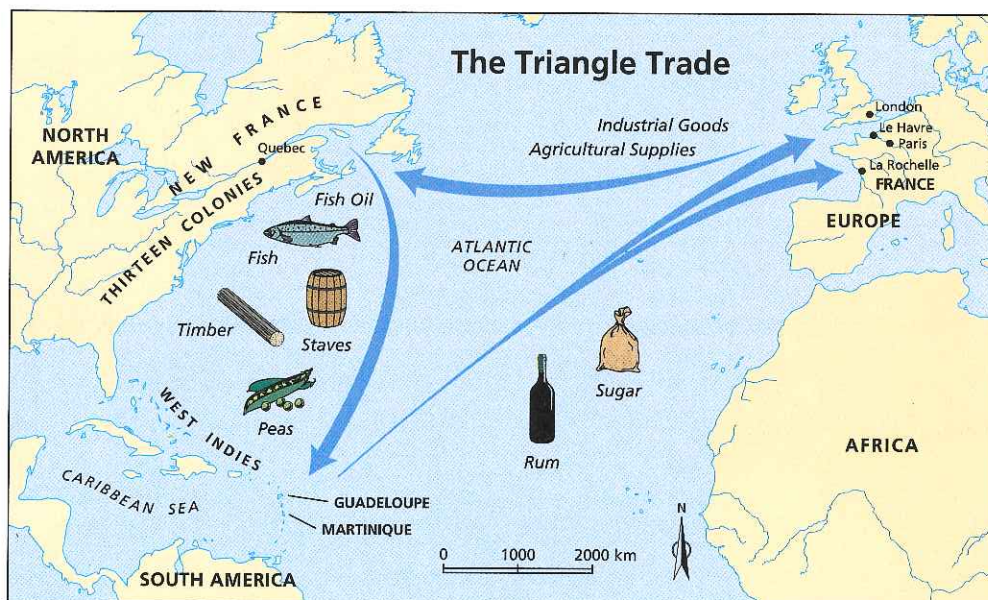 The Triangle Trade
NORTH
AMERICA
NEW FRANCE
Quebec
THIRTEEN COLONIES
Fish Oil
Fish
Timber
Staves
Peas
WEST INDIES
CARIBBEAN SEA
GUADELOUPE
MARTINIQUE
SOUTH AMERICA
ATLANTIC
OCEAN
Industrial Goods
Agricultural Supplies
London
Le Havre
Paris
La Rochelle
FRANCE
EUROPE
Sugar
Rum
AFRICA
N
0 1000 2000 km